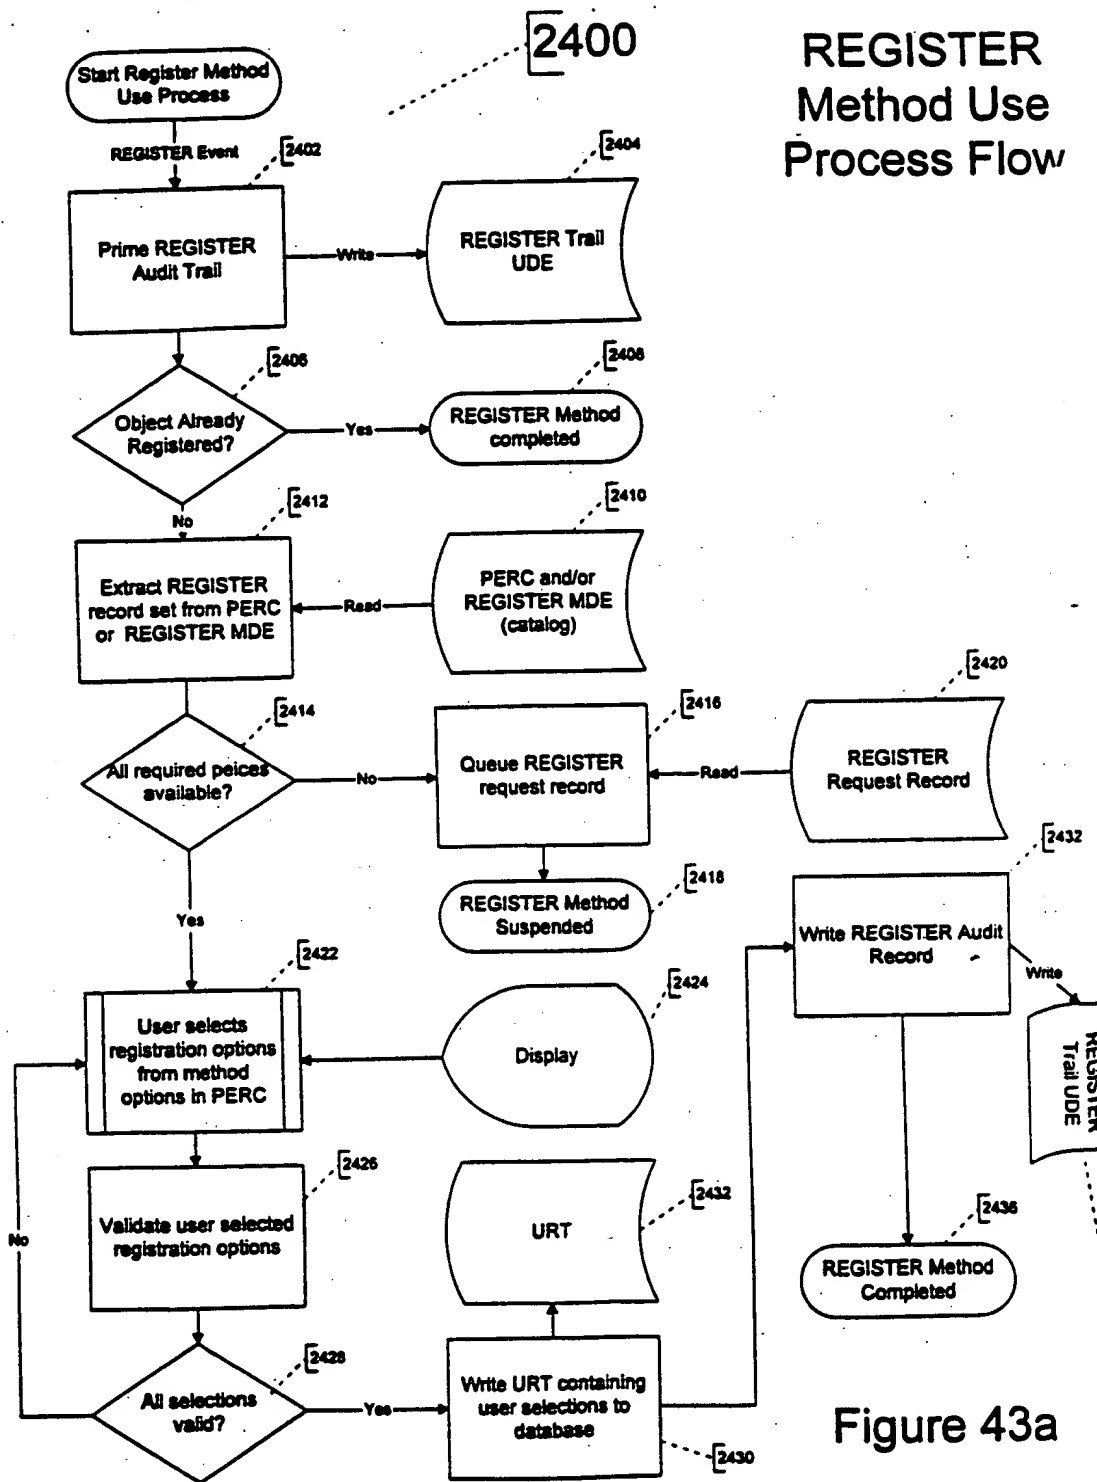 2400
REGISTER
Method Use
Process Flow
Start Register Method
Use Process
REGISTER Event
2402
2404
Prime REGISTER
Audit Trail
Write
REGISTER Trail
UDE
2406
2408
Object Already
Registered?
Yes
REGISTER Method
completed
No
2412
2410
Extract REGISTER
record set from PERC
or REGISTER MDE
Read
PERC and/or
REGISTER MDE
(catalog)
2414
2416
2420
All required peices
available?
No
Queue REGISTER
request record
Read
REGISTER
Request Record
Yes
2418
REGISTER Method
Suspended
2432
Write REGISTER Audit
Record
Write
REGISTER
Trail UDE
2422
2424
User selects
registration options
from method
options in PERC
Display
2426
2432
Validate user selected
registration options
URT
No
2436
REGISTER Method
Completed
2428
All selections
valid?
Yes
Write URT containing
user selections to
database
2430
Figure 43a